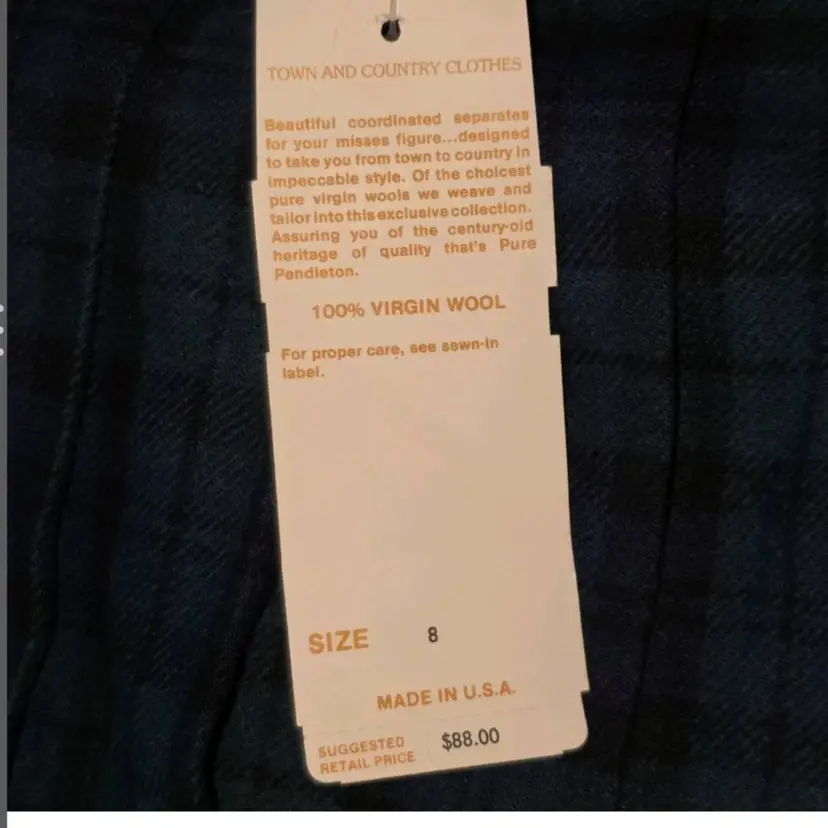 TOWN AND COUNTRY CLOTHES
Beautiful coordinated separates
for your misses figure...designed
to take you from town to country in
impeccable style. Of the choicest
pure virgin wools we weave and
tailor into this exclusive collection.
Assuring you of the century-old
heritage of quality that's Pure
Pendleton.
100% VIRGIN WOOL
For proper care, see sewn-in
label.
SIZE 8
MADE IN U.S.A.
SUGGESTED
RETAIL PRICE $88.00